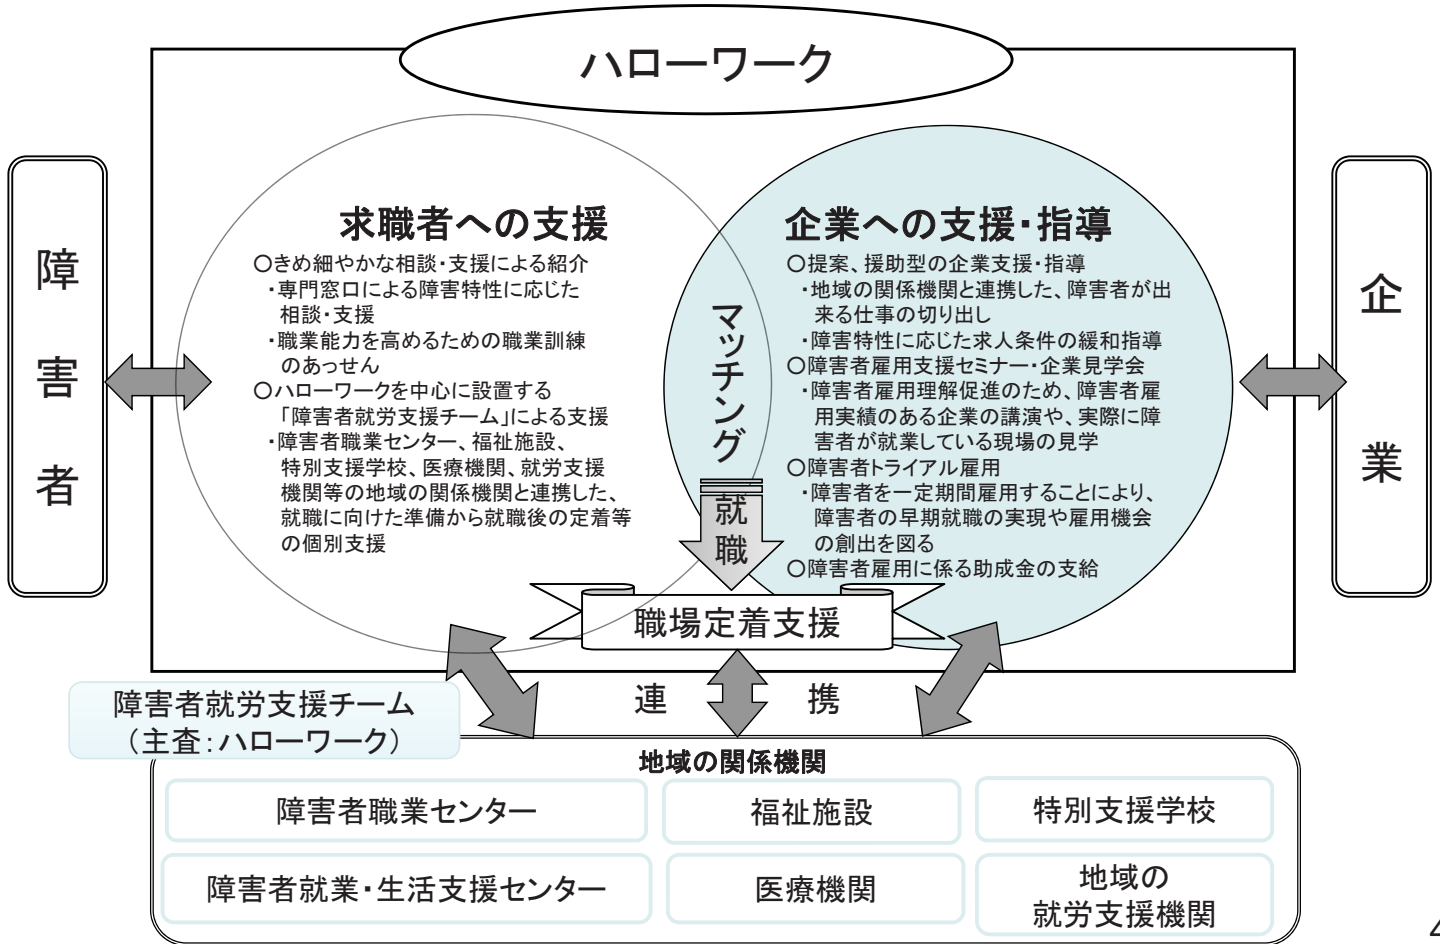 ハローワーク
障害者
企業
求職者への支援
○きめ細やかな相談・支援による紹介
・専門窓口による障害特性に応じた
相談・支援
・職業能力を高めるための職業訓練
のあっせん
○ハローワークを中心に設置する
「障害者就労支援チーム」による支援
・障害者職業センター、福祉施設、
特別支援学校、医療機関、就労支援
機関等の地域の関係機関と連携した、
就職に向けた準備から就職後の定着等
の個別支援
マッチング
就職
企業への支援・指導
○提案、援助型の企業支援・指導
・地域の関係機関と連携した、障害者が出
来る仕事の切り出し
・障害特性に応じた求人条件の緩和指導
○障害者雇用支援セミナー・企業見学会
・障害者雇用理解促進のため、障害者雇
用実績のある企業の講演や、実際に障
害者が就業している現場の見学
○障害者トライアル雇用
・障害者を一定期間雇用することにより、
障害者の早期就職の実現や雇用機会
の創出を図る
○障害者雇用に係る助成金の支給
職場定着支援
連携
障害者就労支援チーム
(主査:ハローワーク)
地域の関係機関
障害者職業センター
福祉施設
特別支援学校
障害者就業・生活支援センター
医療機関
地域の
就労支援機関